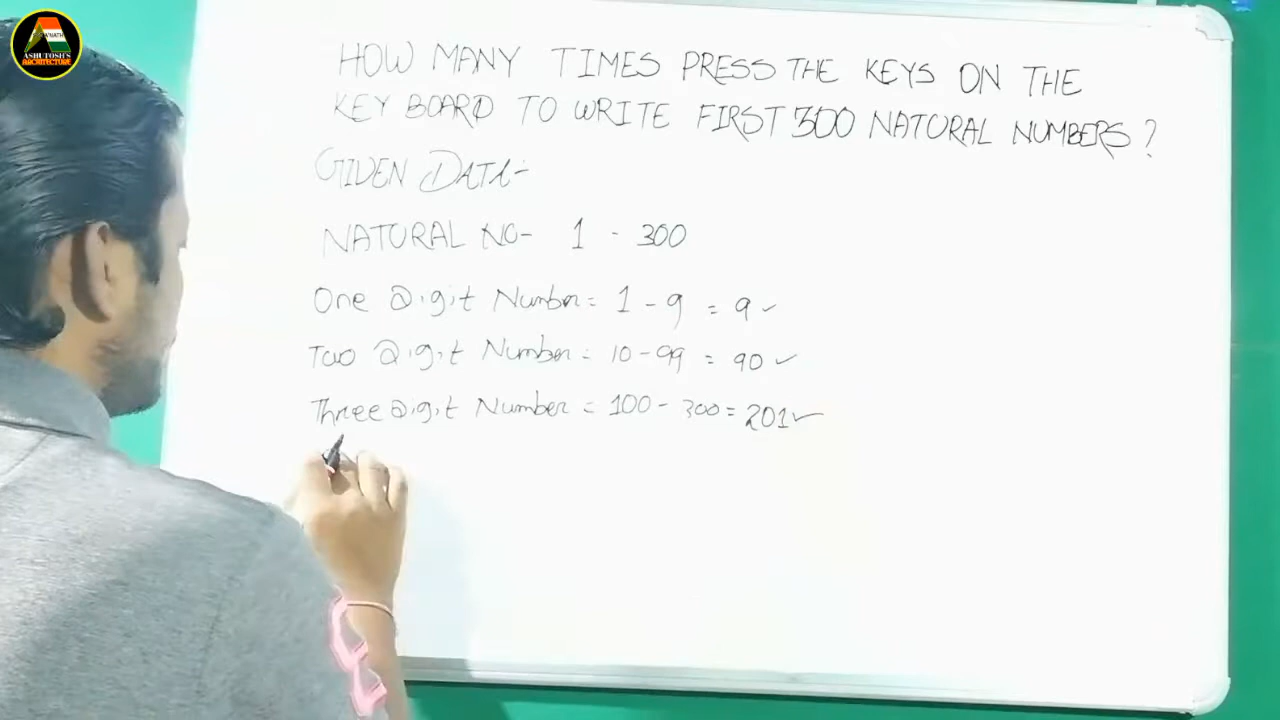 ASHUTOSH'S
ARCHITECTURE
HOW MANY TIMES PRESS THE KEYS ON THE
KEY BOARD TO WRITE FIRST 300 NATURAL NUMBERS?
GIVEN DATA:-
NATURAL NO- 1 - 300
One Digit Number = 1 - 9 = 9 ✓
Two Digit Number = 10 - 99 = 90 ✓
Three Digit Number = 100 - 300 = 201 ✓